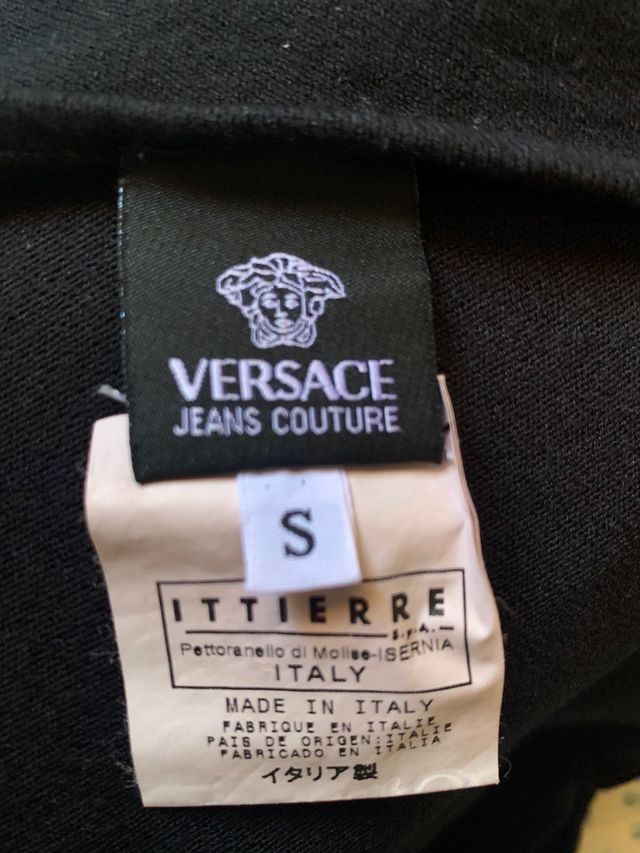 VERSACE
JEANS COUTURE
S
ITTIERRE
S.p.A.
Pettoranello di Molise-ISERNIA
ITALY
MADE IN ITALY
FABRIQUE EN ITALIE
PAIS DE ORIGEN:ITALIE
FABRICADO EN ITALIA
イタリア製